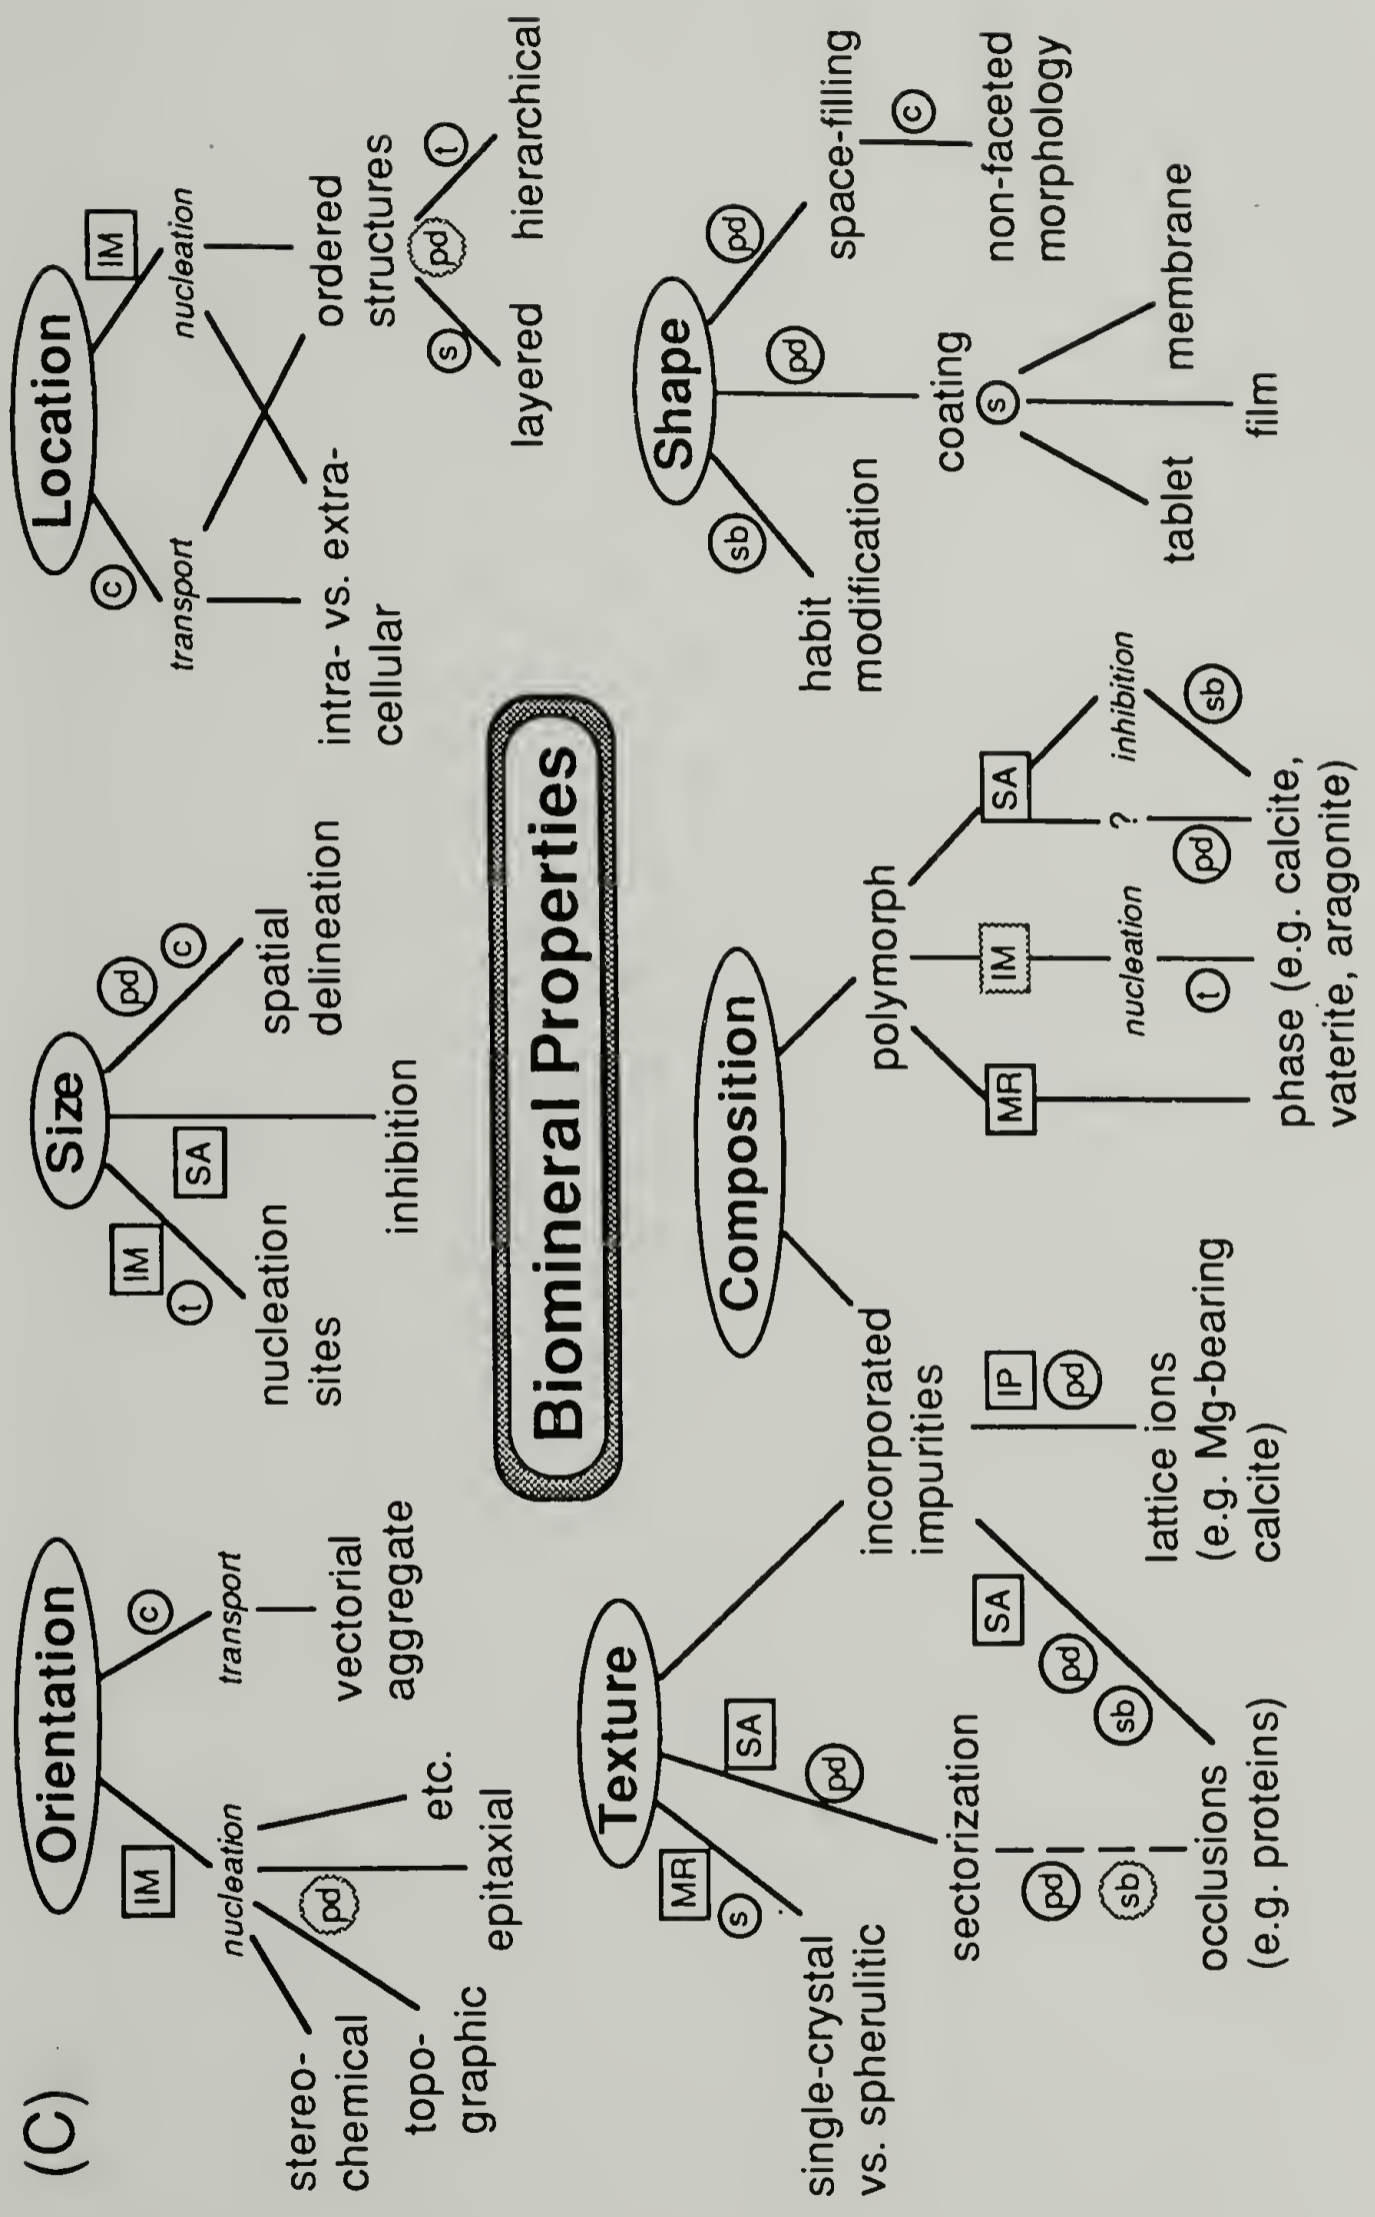 (C)
Orientation
IM
c
nucleation
transport
stereo-
chemical
topo-
graphic
pd
epitaxial
etc.
vectorial
aggregate
Size
IM
t
SA
pd
c
nucleation
sites
inhibition
spatial
delineation
Location
c
IM
transport
nucleation
intra- vs. extra-
cellular
ordered
structures
s
pd
t
layered
hierarchical
Biomineral Properties
Texture
MR
s
SA
pd
single-crystal
vs. spherulitic
sectorization
pd
sb
occlusions
(e.g. proteins)
incorporated
impurities
SA
pd
sb
IP
pd
lattice ions
(e.g. Mg-bearing
calcite)
Composition
polymorph
MR
IM
SA
nucleation
?
inhibition
t
pd
sb
phase (e.g. calcite,
vaterite, aragonite)
Shape
sb
pd
pd
habit
modification
coating
s
tablet
film
membrane
space-filling
c
non-faceted
morphology